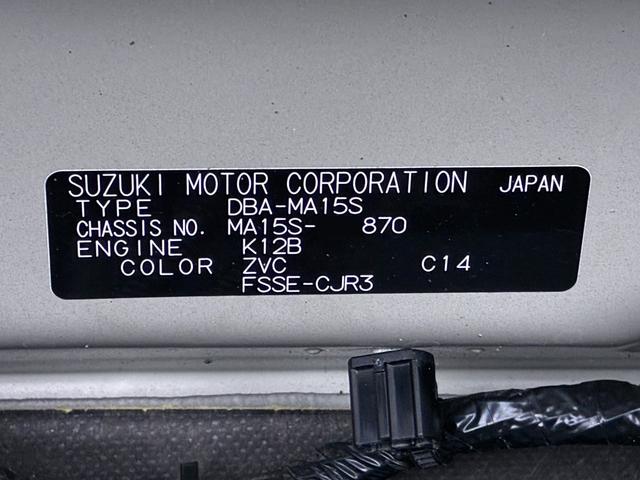 SUZUKI MOTOR CORPORATION JAPAN
TYPE DBA-MA15S
CHASSIS NO. MA15S- 870
ENGINE K12B
COLOR ZVC C14
FSSE-CJR3